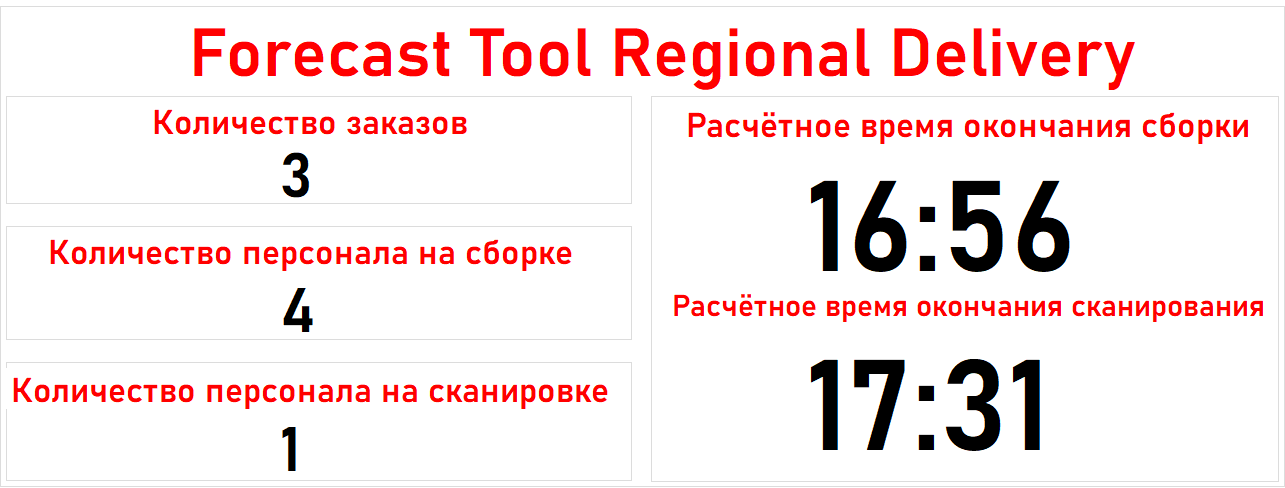 Forecast Tool Regional Delivery
Количество заказов
3
Количество персонала на сборке
4
Количество персонала на сканировке
1
Расчётное время окончания сборки
16:56
Расчётное время окончания сканирования
17:31